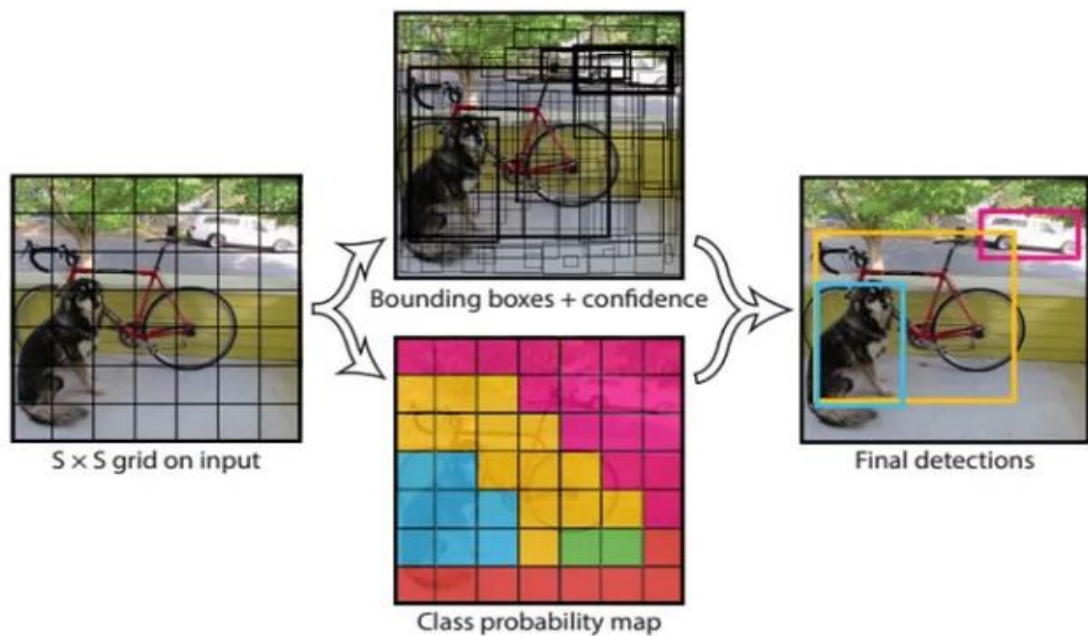 Bounding boxes + confidence
S × S grid on input
Final detections
Class probability map